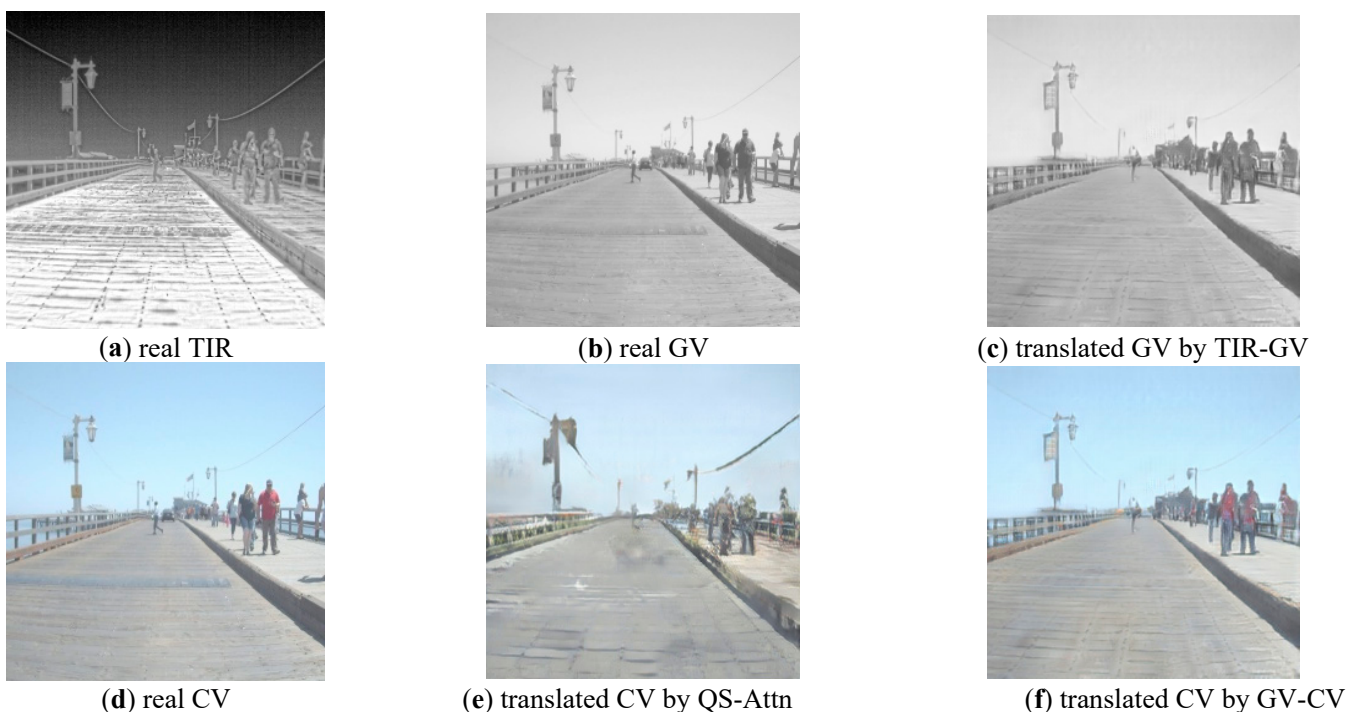 (a) real TIR
(b) real GV
(c) translated GV by TIR-GV
(d) real CV
(e) translated CV by QS-Attn
(f) translated CV by GV-CV